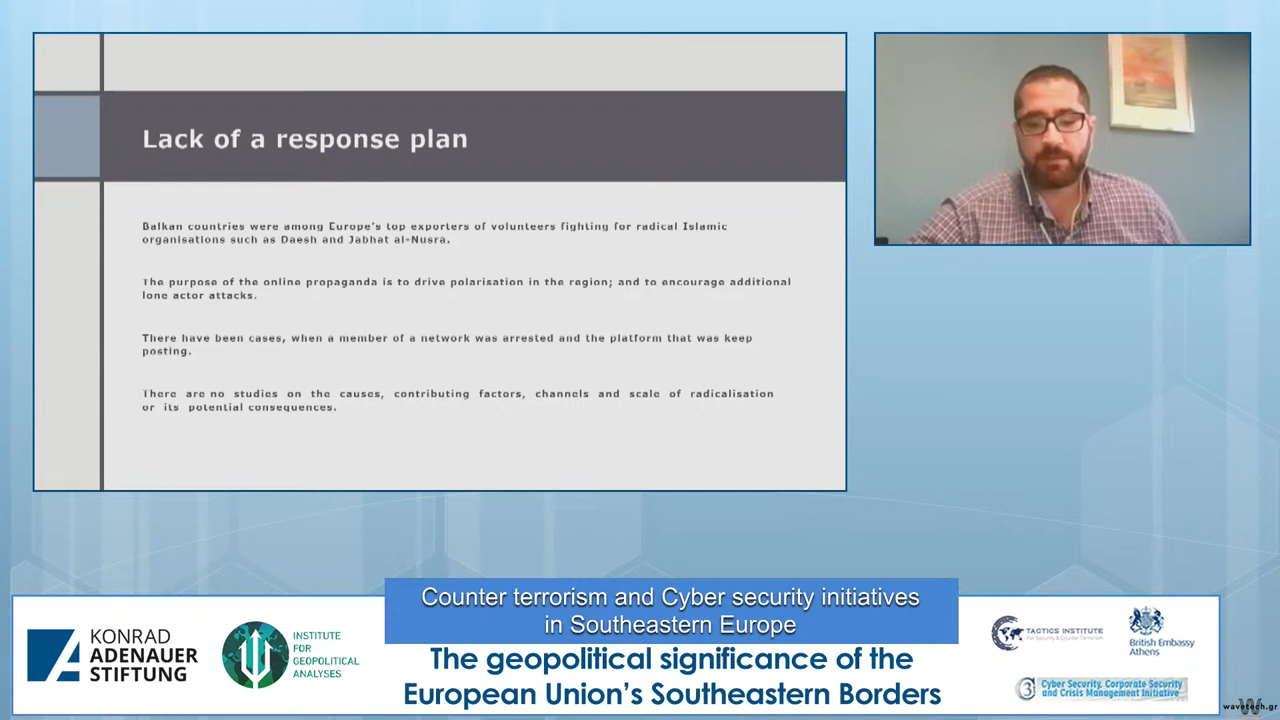 Lack of a response plan
Balkan countries were among Europe's top exporters of volunteers fighting for radical Islamic
organisations such as Daesh and Jabhat al-Nusra.
The purpose of the online propaganda is to drive polarisation in the region; and to encourage additional
lone actor attacks.
There have been cases, when a member of a network was arrested and the platform that was keep
posting.
There are no studies on the causes, contributing factors, channels and scale of radicalisation
or its potential consequences.
Counter terrorism and Cyber security initiatives
in Southeastern Europe
The geopolitical significance of the
European Union's Southeastern Borders
KONRAD
ADENAUER
STIFTUNG
INSTITUTE
FOR
GEOPOLITICAL
ANALYSES
TACTICS INSTITUTE
For Security & Counter Terrorism
British Embassy
Athens
3
Cyber Security, Corporate Security
and Crisis Management Initiative
wavetech.gr